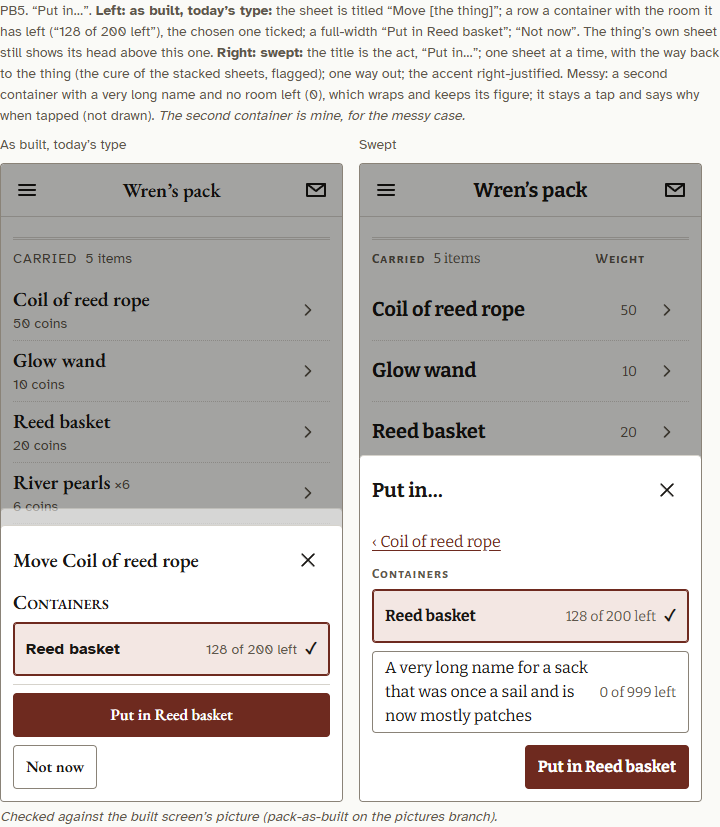 PB5. “Put in…”. Left: as built, today’s type: the sheet is titled “Move [the thing]”; a row a container with the room it
has left (“128 of 200 left”), the chosen one ticked; a full-width “Put in Reed basket”; “Not now”. The thing’s own sheet
still shows its head above this one. Right: swept: the title is the act, “Put in…”; one sheet at a time, with the way back
to the thing (the cure of the stacked sheets, flagged); one way out; the accent right-justified. Messy: a second
container with a very long name and no room left (0), which wraps and keeps its figure; it stays a tap and says why
when tapped (not drawn). The second container is mine, for the messy case.
As built, today’s type
Wren’s pack
CARRIED 5 items
Coil of reed rope
50 coins
Glow wand
10 coins
Reed basket
20 coins
River pearls ×6
6 coins
Move Coil of reed rope
Containers
Reed basket 128 of 200 left ✓
Put in Reed basket
Not now
Swept
Wren’s pack
Carried 5 items Weight
Coil of reed rope 50
Glow wand 10
Reed basket 20
Put in…
‹ Coil of reed rope
Containers
Reed basket 128 of 200 left ✓
A very long name for a sack
that was once a sail and is 0 of 999 left
now mostly patches
Put in Reed basket
Checked against the built screen’s picture (pack-as-built on the pictures branch).